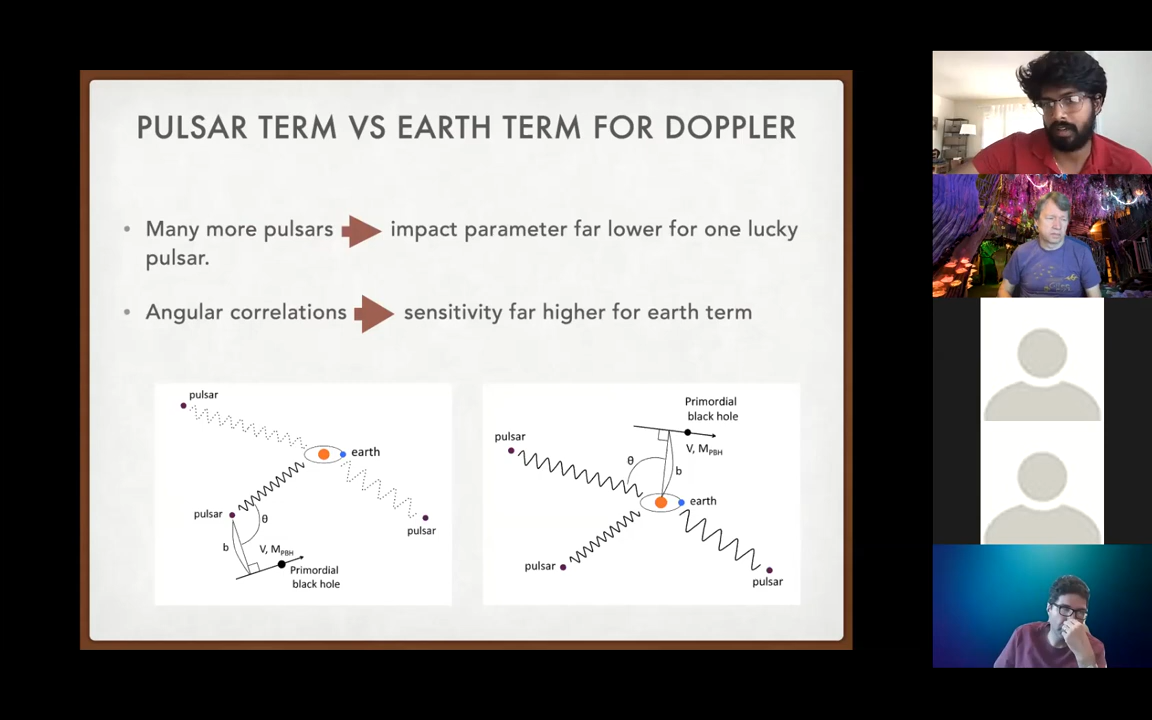 PULSAR TERM VS EARTH TERM FOR DOPPLER
• Many more pulsars impact parameter far lower for one lucky
pulsar.
• Angular correlations sensitivity far higher for earth term
pulsar
earth
pulsar
θ
pulsar
b
V, MPBH
Primordial
black hole
Primordial
black hole
pulsar
V, MPBH
θ
b
earth
pulsar
pulsar